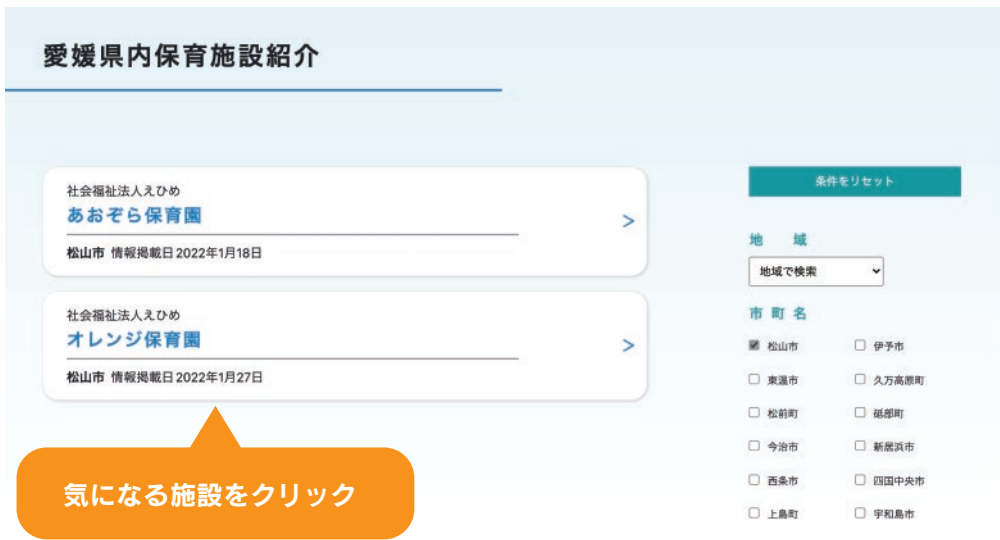 愛媛県内保育施設紹介
社会福祉法人えひめ
あおぞら保育園
>
松山市 情報掲載日2022年1月18日
社会福祉法人えひめ
オレンジ保育園
>
松山市 情報掲載日2022年1月27日
気になる施設をクリック
条件をリセット
地 域
地域で検索
市 町 名
松山市 伊予市
東温市 久万高原町
松前町 砥部町
今治市 新居浜市
西条市 四国中央市
上島町 宇和島市